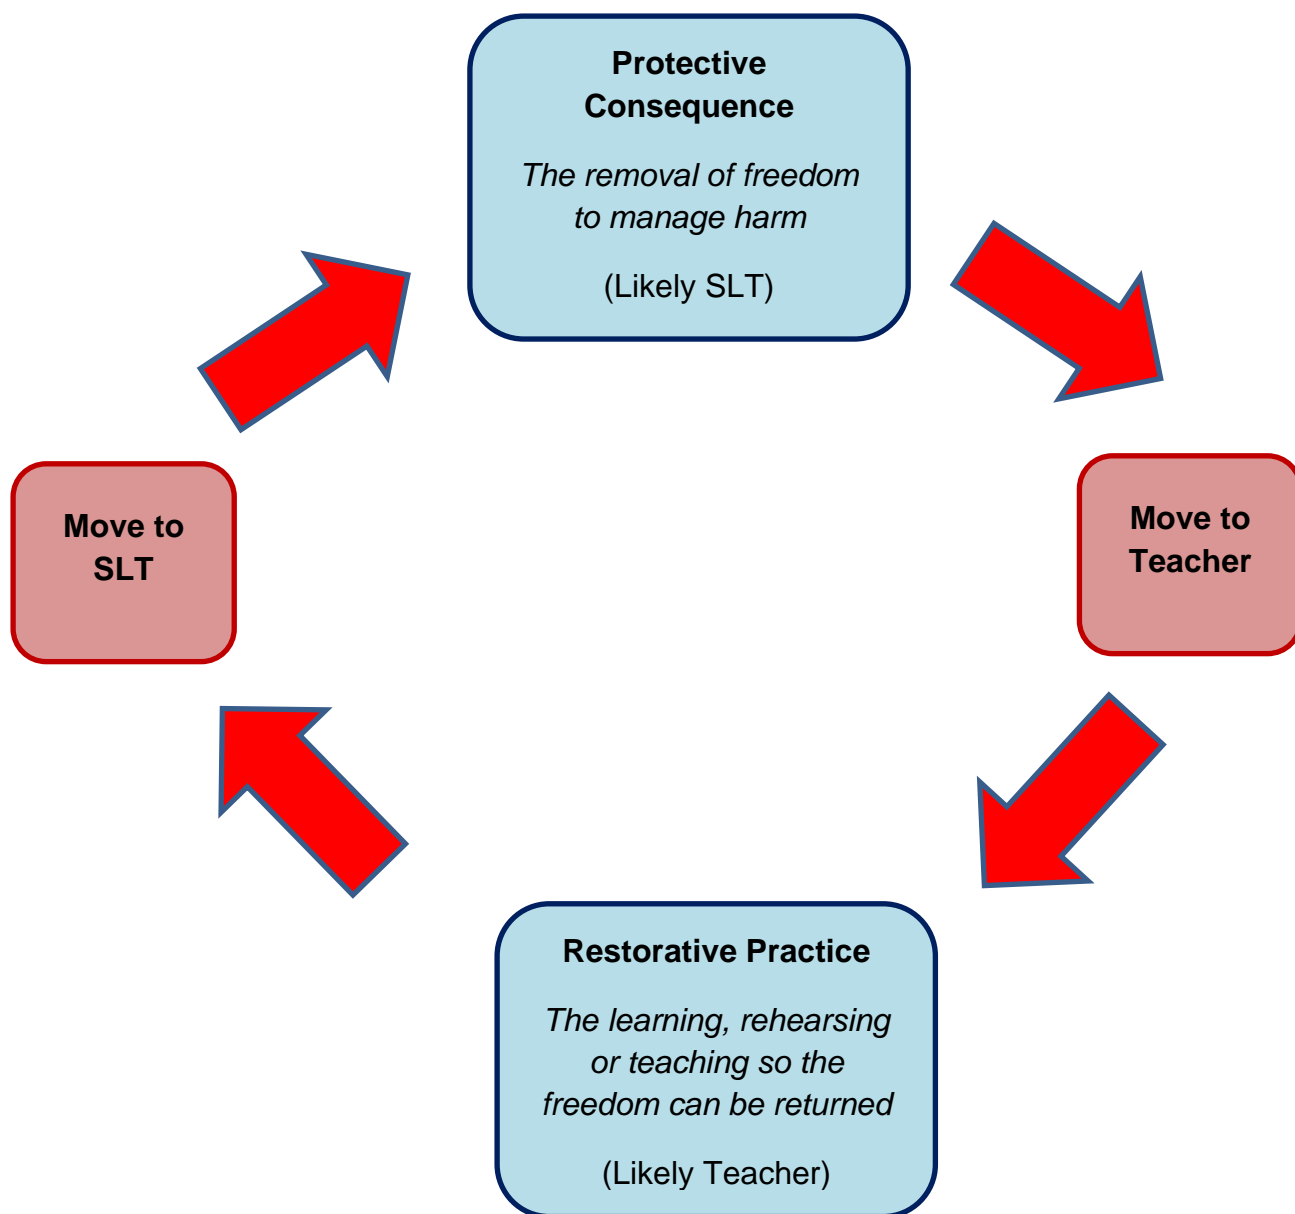 Protective
Consequence
The removal of freedom
to manage harm
(Likely SLT)
Move to
SLT
Move to
Teacher
Restorative Practice
The learning, rehearsing
or teaching so the
freedom can be returned
(Likely Teacher)